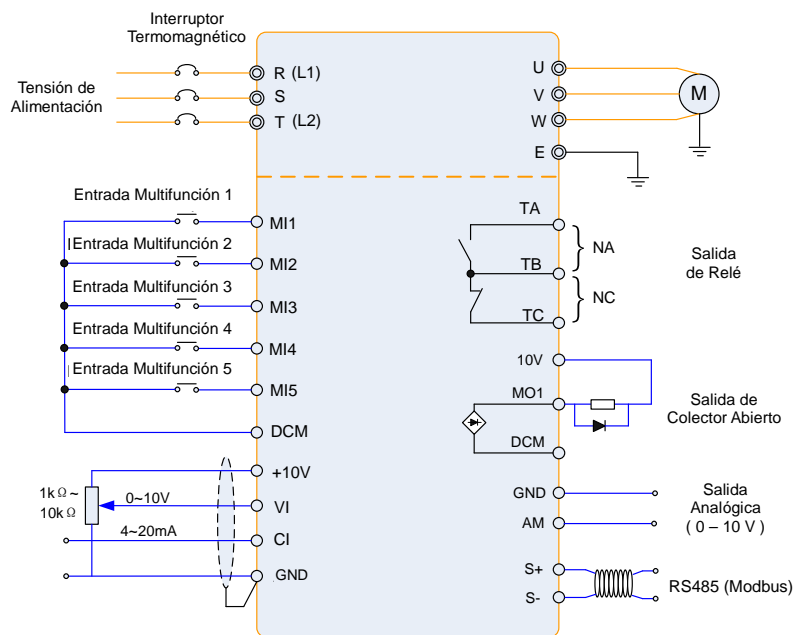 Interruptor
Termomagnético
Tensión de
Alimentación
R (L1)
S
T (L2)
U
V
W
E
M
Entrada Multifunción 1
MI1
Entrada Multifunción 2
MI2
Entrada Multifunción 3
MI3
Entrada Multifunción 4
MI4
Entrada Multifunción 5
MI5
DCM
TA
NA
TB
NC
TC
Salida
de Relé
10V
MO1
DCM
Salida de
Colector Abierto
+10V
1kΩ~
10kΩ
0~10V
VI
4~20mA
CI
GND
GND
AM
Salida
Analógica
( 0 – 10 V )
S+
S-
RS485 (Modbus)